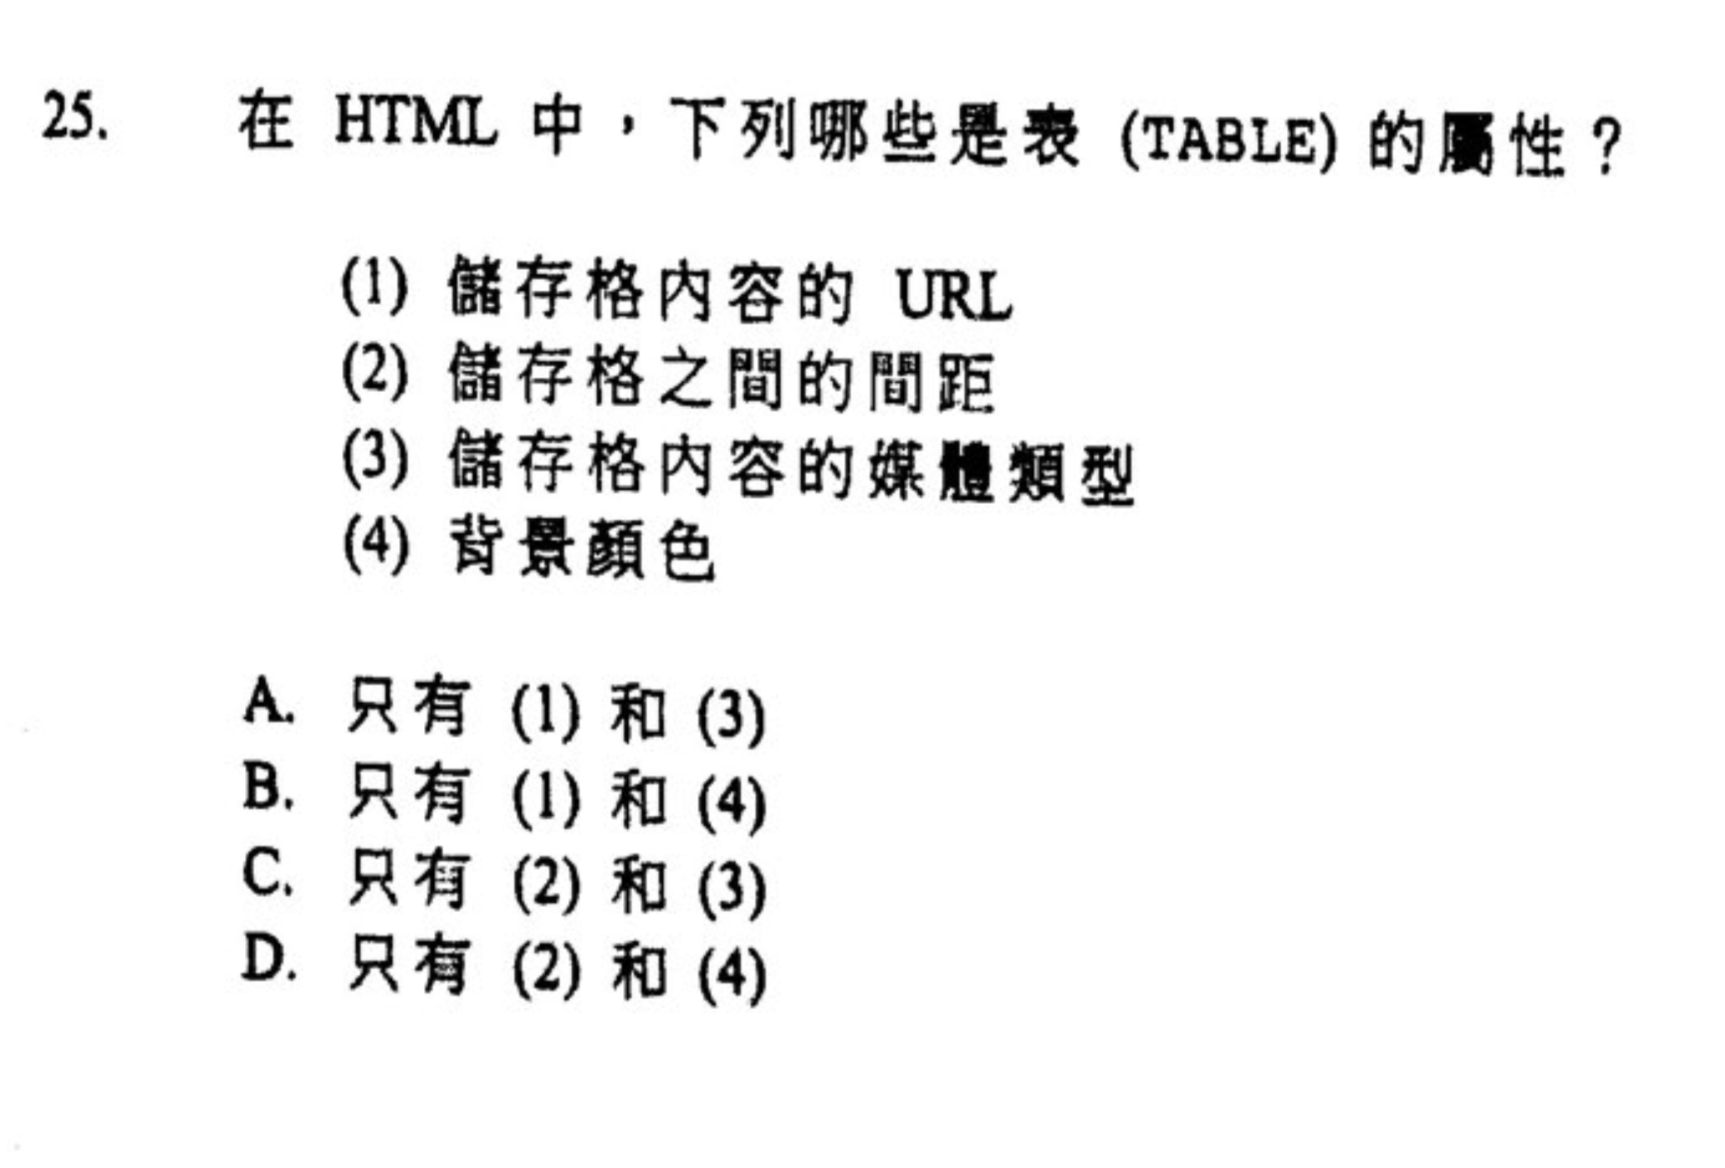 25. 在 HTML 中，下列哪些是表 (TABLE) 的屬性？
(1) 儲存格內容的 URL
(2) 儲存格之間的間距
(3) 儲存格內容的媒體類型
(4) 背景顏色
A. 只有 (1) 和 (3)
B. 只有 (1) 和 (4)
C. 只有 (2) 和 (3)
D. 只有 (2) 和 (4)